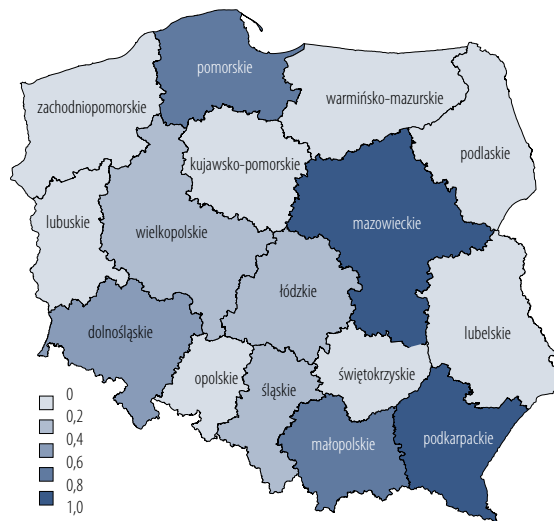 pomorskie
warmińsko-mazurskie
zachodniopomorskie
podlaskie
kujawsko-pomorskie
lubuskie
wielkopolskie
mazowieckie
łódzkie
dolnośląskie
lubelskie
opolskie
śląskie
świętokrzyskie
małopolskie
podkarpackie
0
0,2
0,4
0,6
0,8
1,0